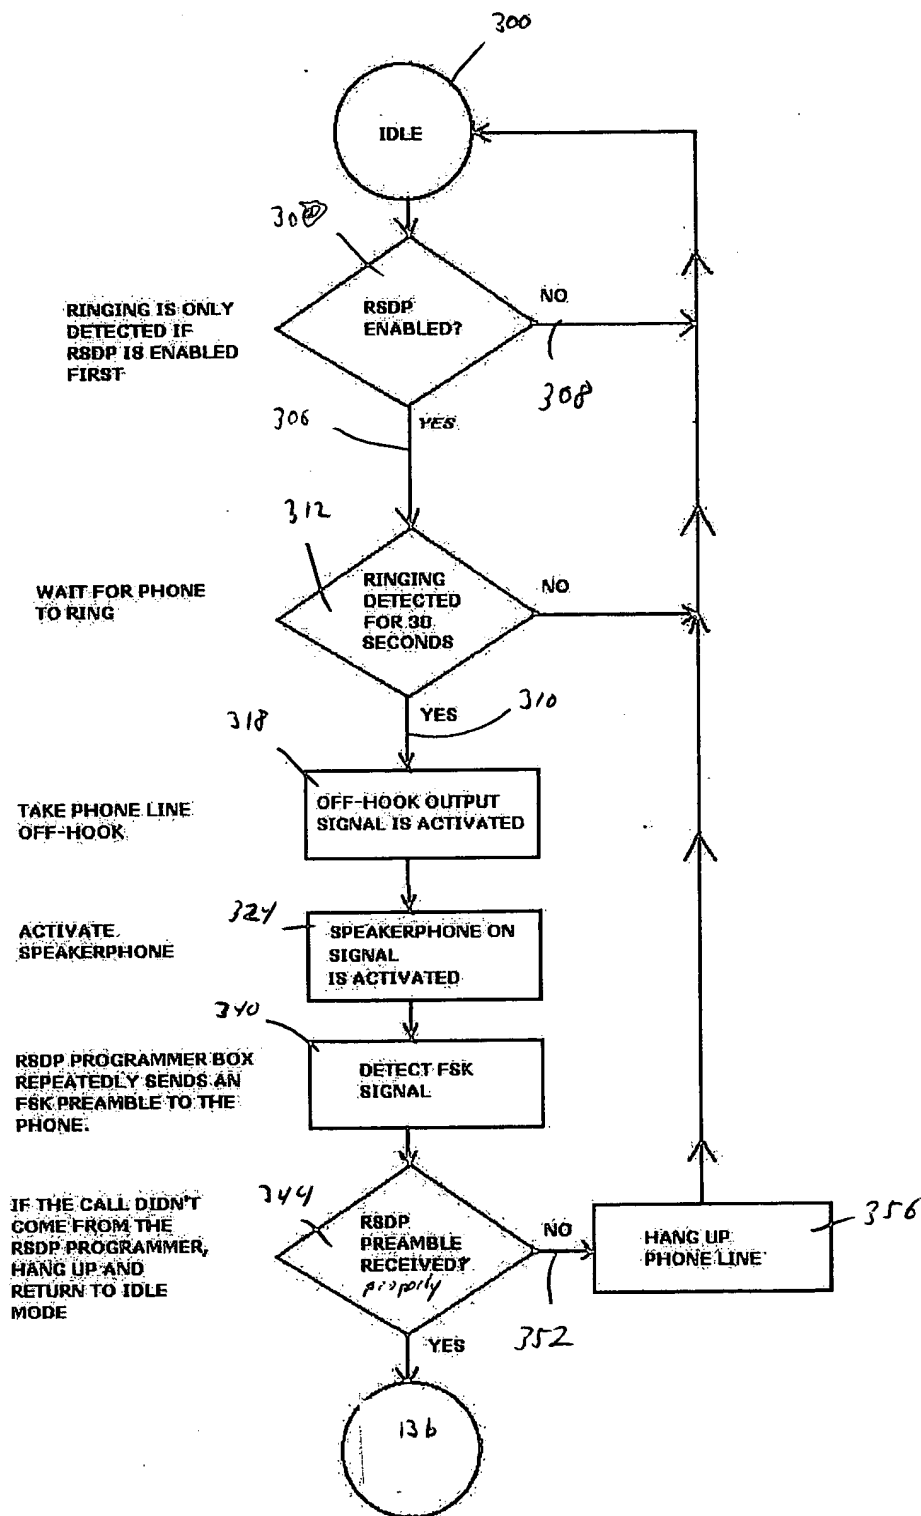 300
IDLE
RINGING IS ONLY
DETECTED IF
RSDP IS ENABLED
FIRST
RSDP
ENABLED?
NO
308
306
YES
312
WAIT FOR PHONE
TO RING
RINGING
DETECTED
FOR 30
SECONDS
NO
YES
310
318
TAKE PHONE LINE
OFF-HOOK
OFF-HOOK OUTPUT
SIGNAL IS ACTIVATED
ACTIVATE
SPEAKERPHONE
324
SPEAKERPHONE ON
SIGNAL
IS ACTIVATED
340
RSDP PROGRAMMER BOX
REPEATEDLY SENDS AN
FSK PREAMBLE TO THE
PHONE.
DETECT FSK
SIGNAL
IF THE CALL DIDN'T
COME FROM THE
RSDP PROGRAMMER,
HANG UP AND
RETURN TO IDLE
MODE
344
RSDP
PREAMBLE
RECEIVED?
properly
NO
352
HANG UP
PHONE LINE
356
YES
13b